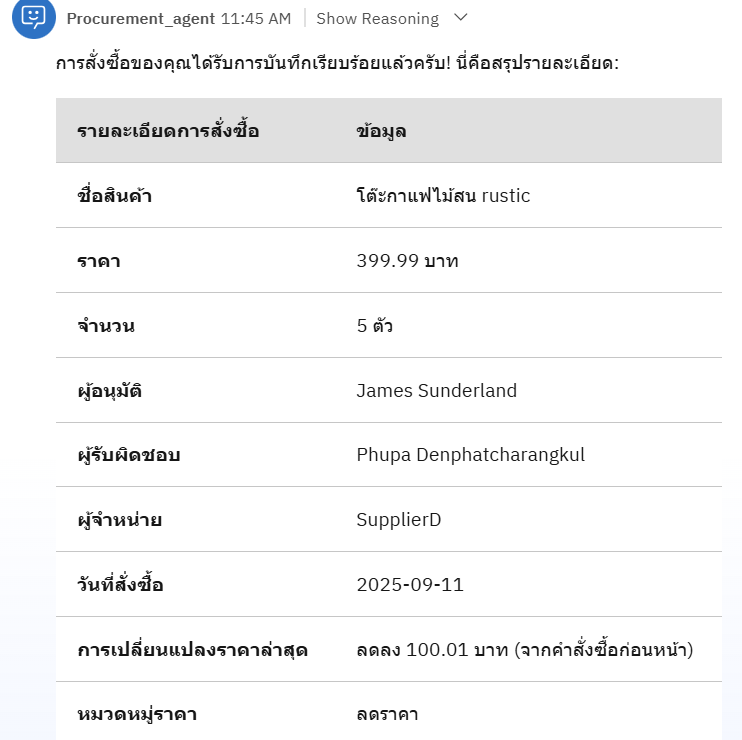 Procurement_agent 11:45 AM Show Reasoning
การสั่งซื้อของคุณได้รับการบันทึกเรียบร้อยแล้วครับ! นี่คือสรุปรายละเอียด:
รายละเอียดการสั่งซื้อ ข้อมูล
ชื่อสินค้า โต๊ะกาแฟไม้สน rustic
ราคา 399.99 บาท
จำนวน 5 ตัว
ผู้อนุมัติ James Sunderland
ผู้รับผิดชอบ Phupa Denphatcharangkul
ผู้จำหน่าย SupplierD
วันที่สั่งซื้อ 2025-09-11
การเปลี่ยนแปลงราคาล่าสุด ลดลง 100.01 บาท (จากคำสั่งซื้อก่อนหน้า)
หมวดหมู่ราคา ลดราคา